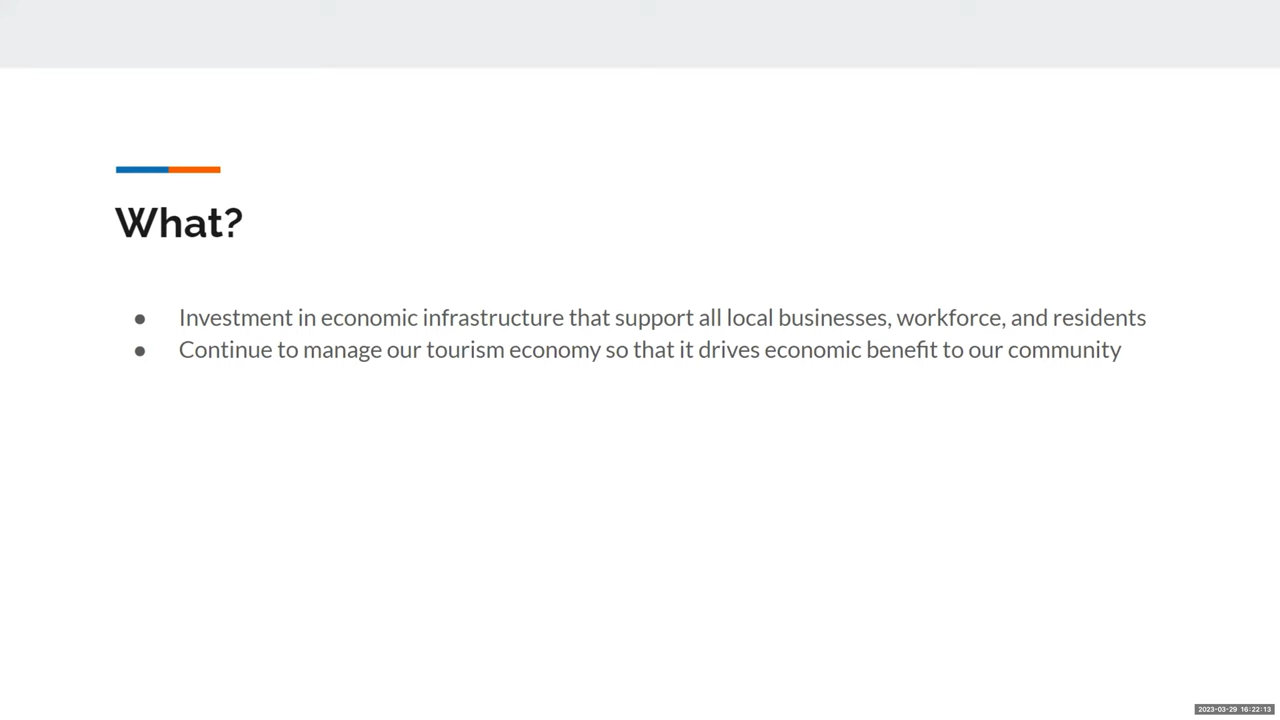 What?
● Investment in economic infrastructure that support all local businesses, workforce, and residents
● Continue to manage our tourism economy so that it drives economic benefit to our community
2023-03-29 16:22:13